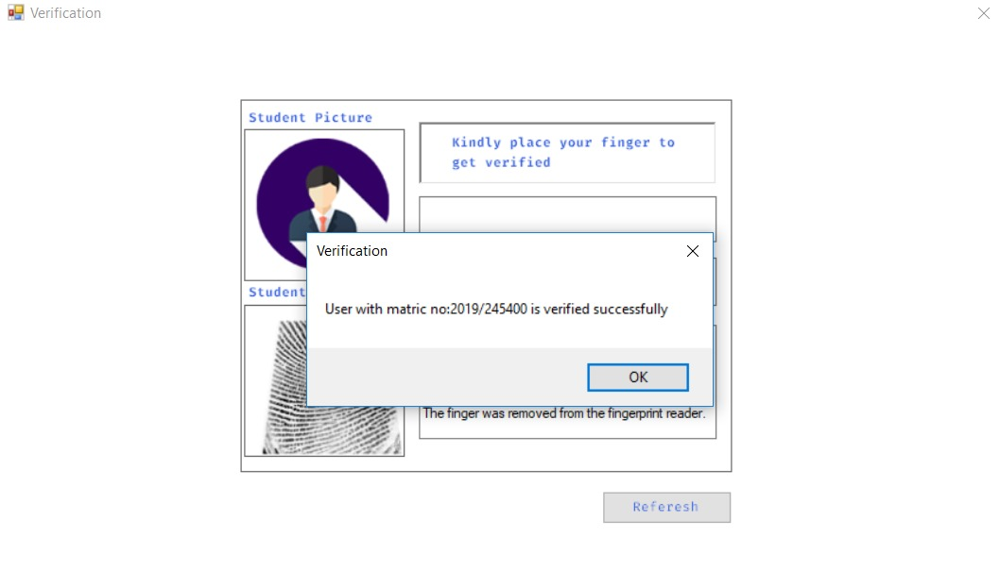 Verification
Student Picture
Kindly place your finger to
get verified
Student
Verification
User with matric no:2019/245400 is verified successfully
OK
The finger was removed from the fingerprint reader.
Referesh